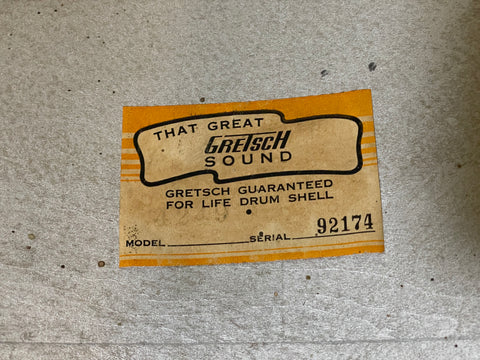 THAT GREAT
GRETSCH
SOUND
GRETSCH GUARANTEED
FOR LIFE DRUM SHELL
MODEL SERIAL 92174